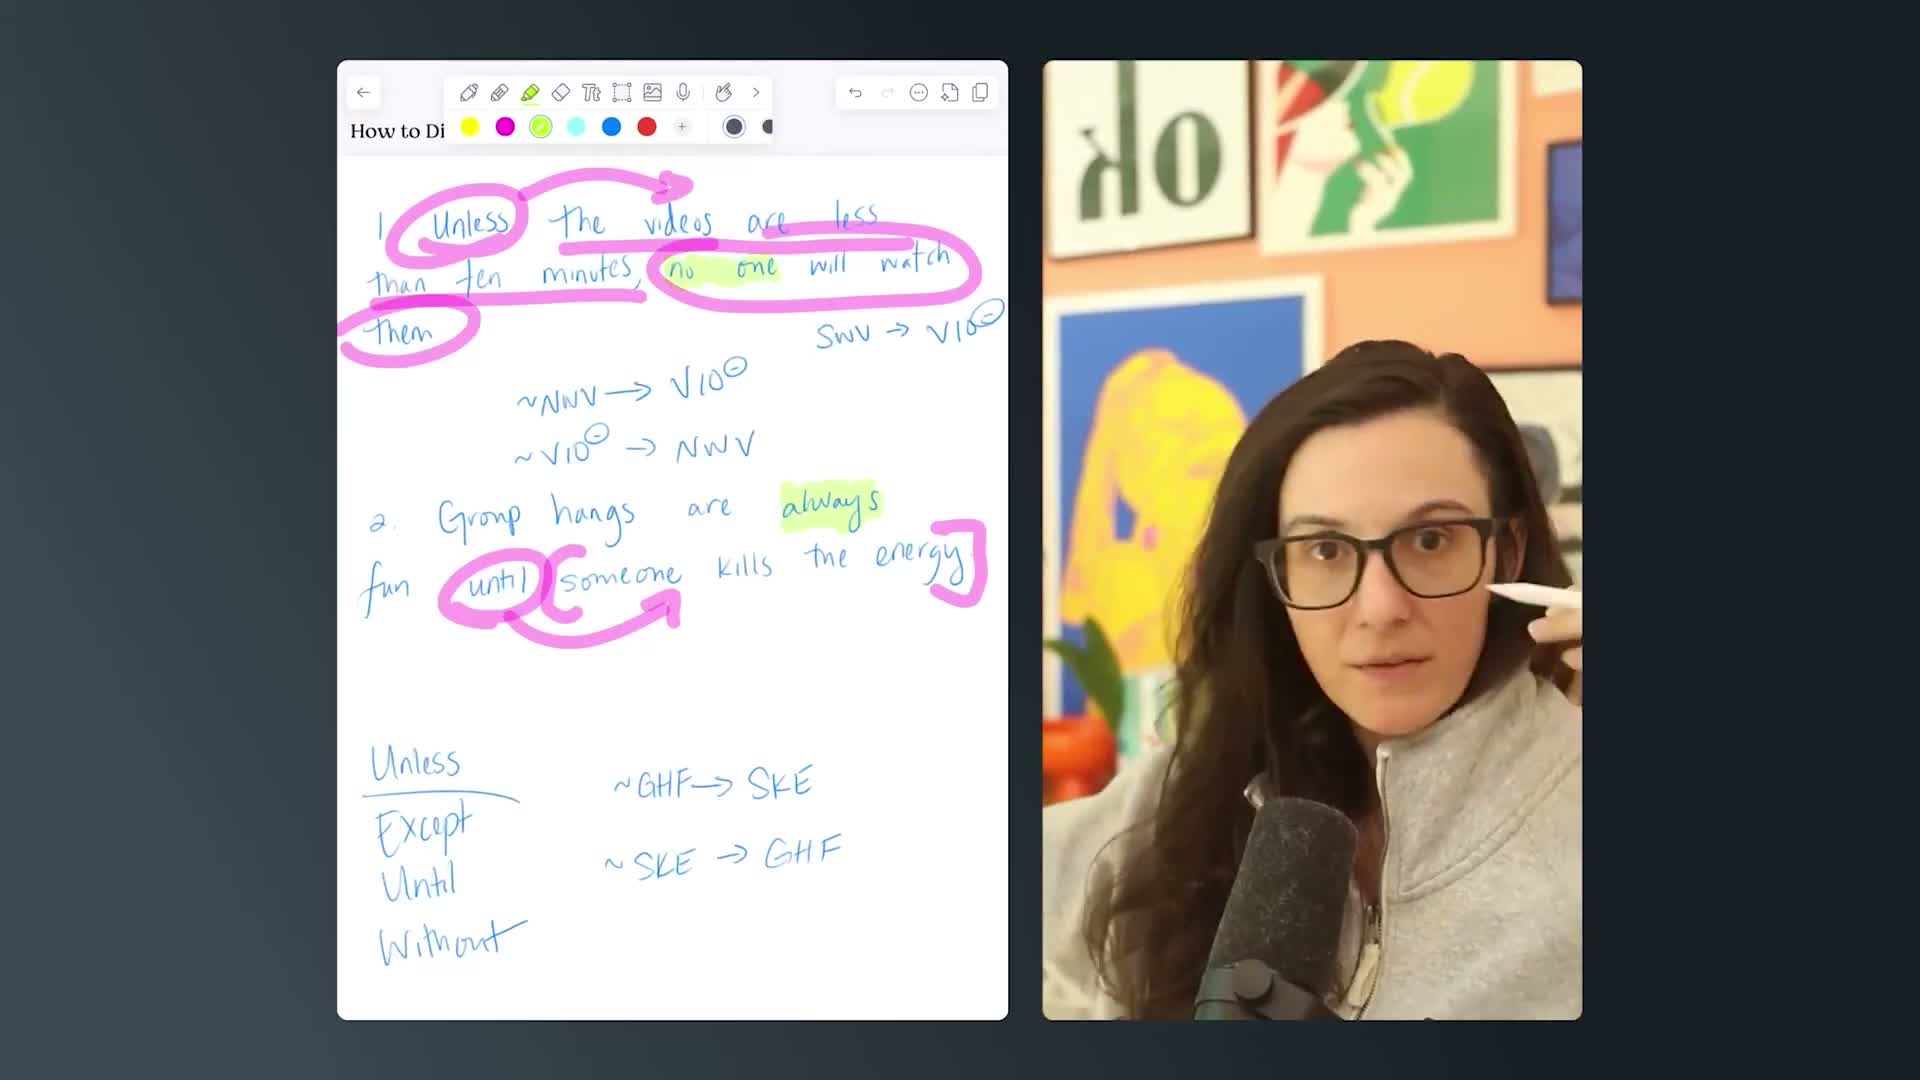 How to Di
1 Unless the videos are less
than ten minutes, no one will watch
them
SWV → V10⊖
~NWV → V10⊖
~V10⊖ → NWV
2. Group hangs are always
fun until someone kills the energy
Unless
Except
Until
Without
~GHF → SKE
~SKE → GHF
ok